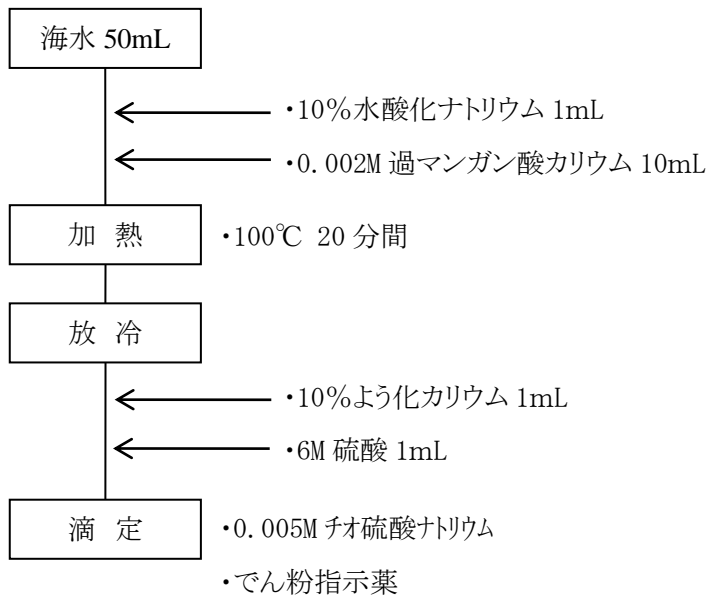 海水 50mL
・10％水酸化ナトリウム 1mL
・0.002M 過マンガン酸カリウム 10mL
加 熱
・100℃ 20 分間
放 冷
・10％よう化カリウム 1mL
・6M 硫酸 1mL
滴 定
・0.005M チオ硫酸ナトリウム
・でん粉指示薬